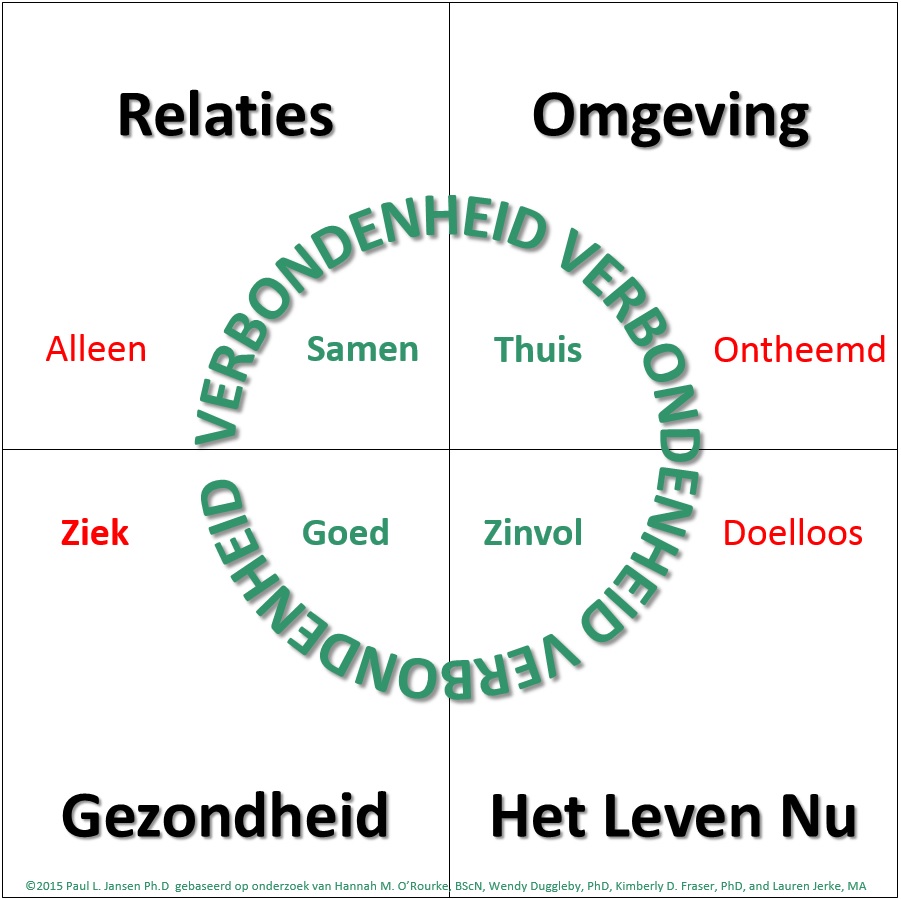 Relaties
Omgeving
VERBONDENHEID VERBONDENHEID VERBONDENHEID
Alleen
Samen
Thuis
Ontheemd
Ziek
Goed
Zinvol
Doelloos
Gezondheid
Het Leven Nu
©2015 Paul L. Jansen Ph.D gebaseerd op onderzoek van Hannah M. O’Rourke, BScN, Wendy Duggleby, PhD, Kimberly D. Fraser, PhD, and Lauren Jerke, MA